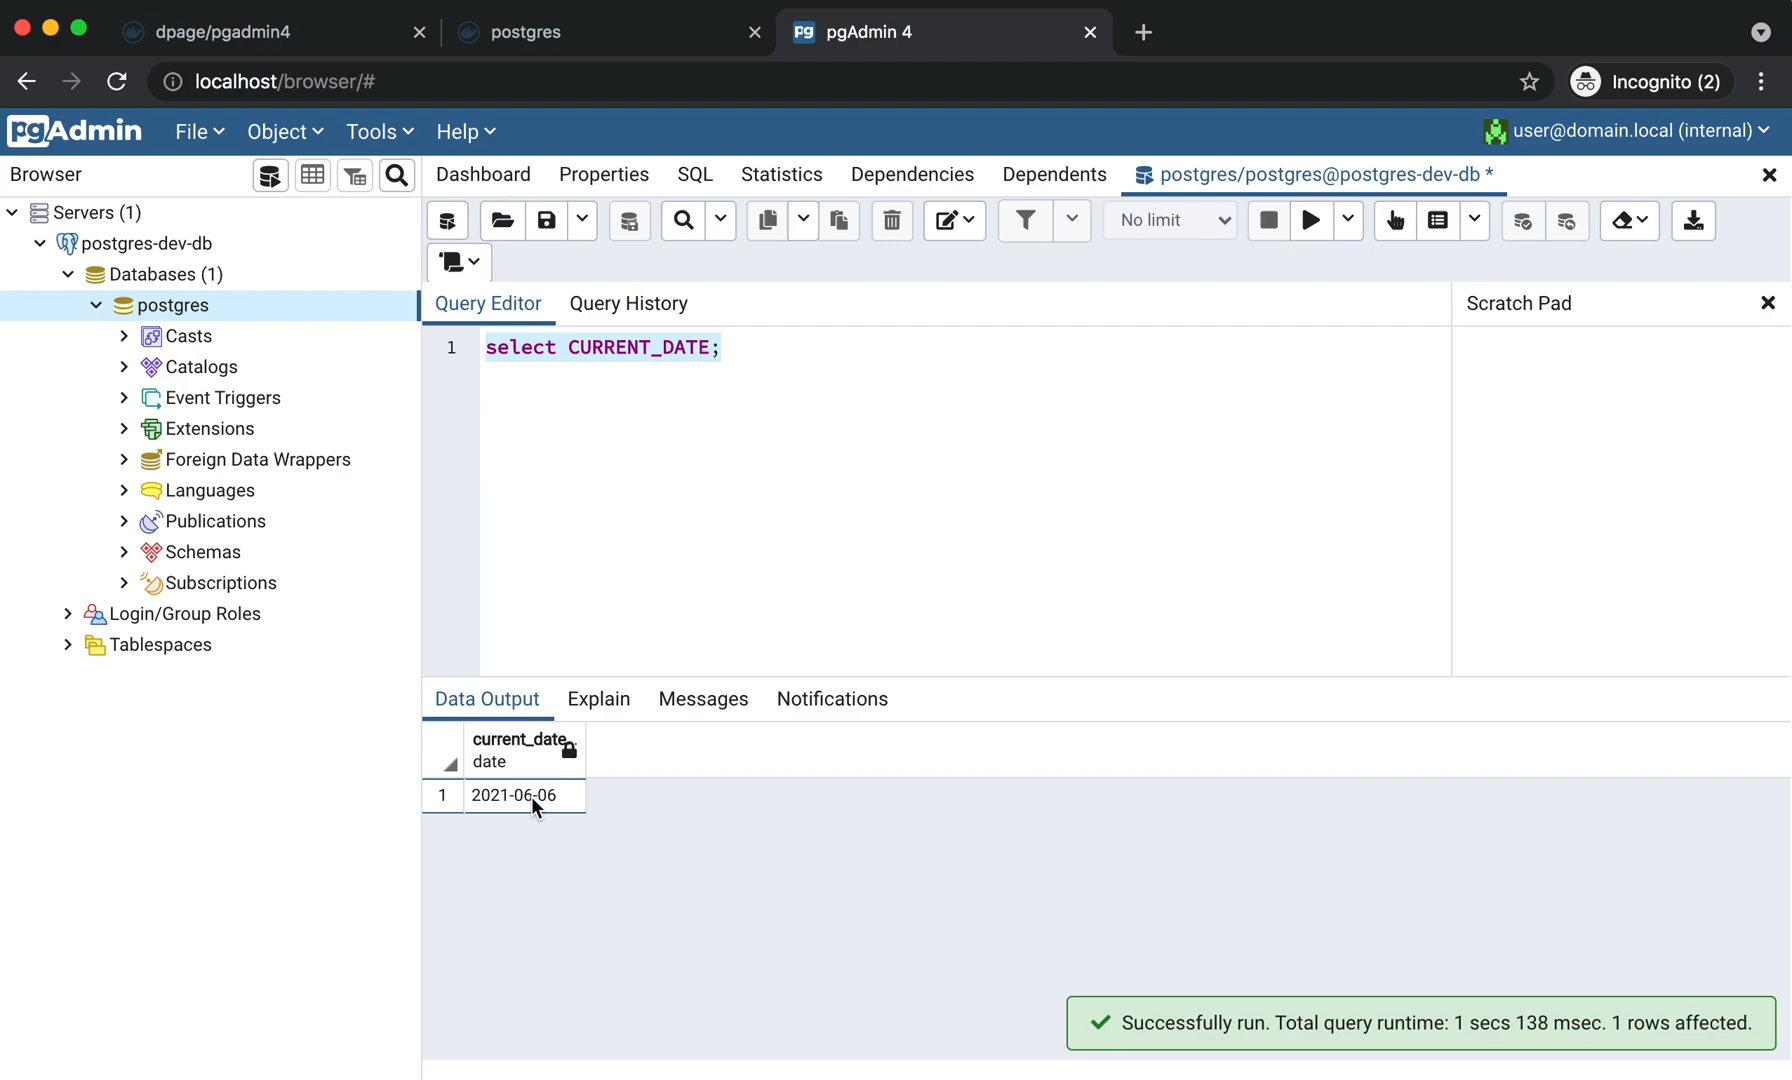 dpage/pgadmin4
postgres
pgAdmin 4
localhost/browser/#
Incognito (2)
pgAdmin
File
Object
Tools
Help
user@domain.local (internal)
Browser
Dashboard
Properties
SQL
Statistics
Dependencies
Dependents
postgres/postgres@postgres-dev-db *
No limit
Servers (1)
postgres-dev-db
Databases (1)
postgres
Casts
Catalogs
Event Triggers
Extensions
Foreign Data Wrappers
Languages
Publications
Schemas
Subscriptions
Login/Group Roles
Tablespaces
Query Editor
Query History
Scratch Pad
1
select CURRENT_DATE;
Data Output
Explain
Messages
Notifications
current_date
date
1
2021-06-06
Successfully run. Total query runtime: 1 secs 138 msec. 1 rows affected.